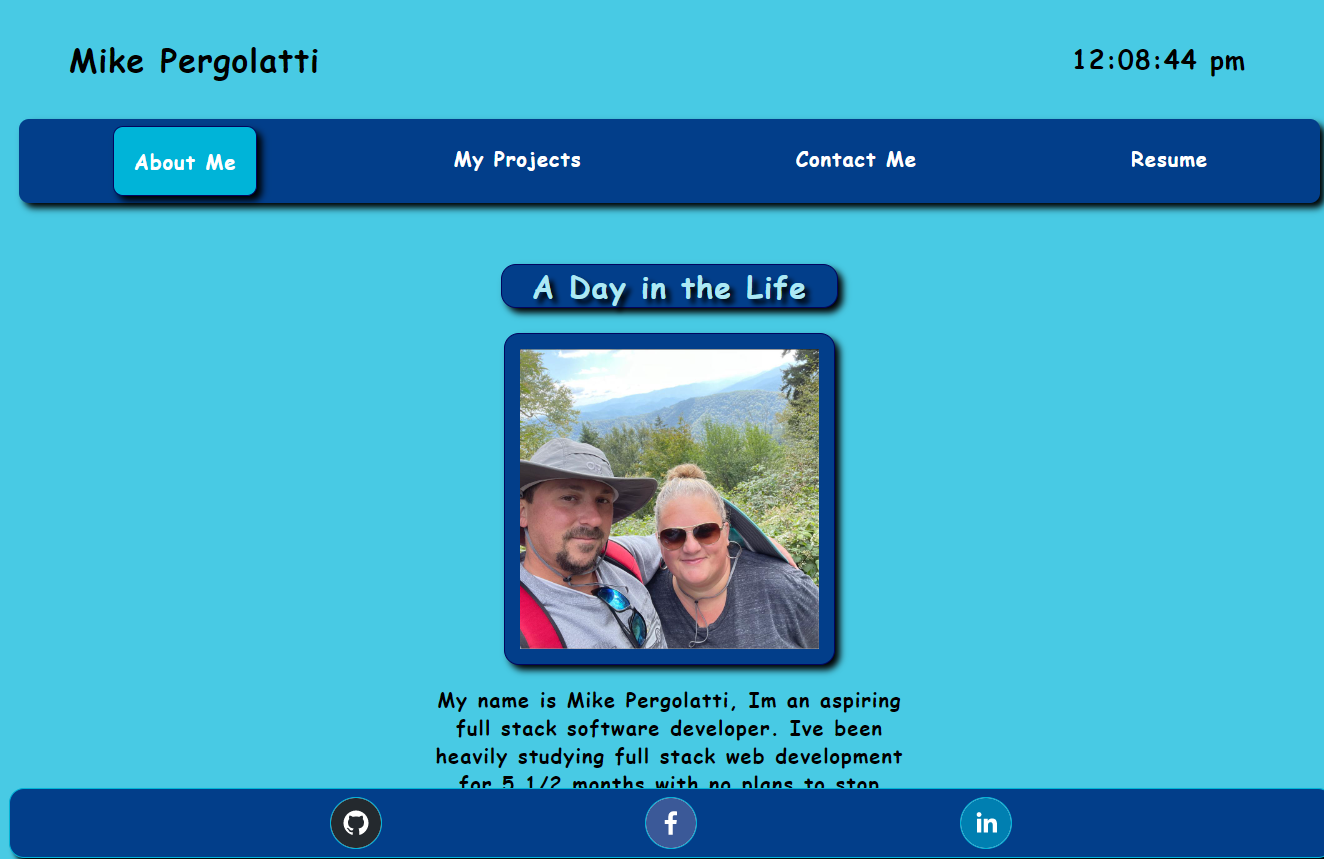 Mike Pergolatti
12:08:44 pm
About Me
My Projects
Contact Me
Resume
A Day in the Life
My name is Mike Pergolatti, Im an aspiring
full stack software developer. Ive been
heavily studying full stack web development
for 5 1/2 months with no plans to stop
f
in